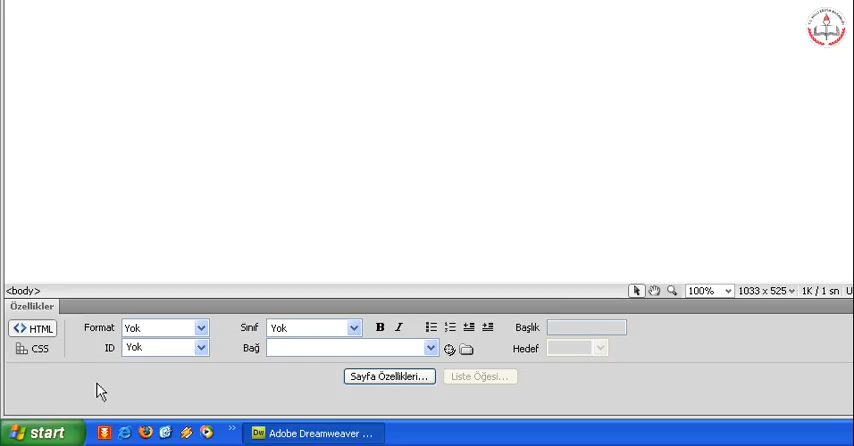 <body>
100%
1033 x 525
1K / 1 sn
U
Özellikler
<> HTML
Format
Yok
Sınıf
Yok
B
I
Başlık
CSS
ID
Yok
Bağ
Hedef
Sayfa Özellikleri...
Liste Öğesi...
start
»
Dw
Adobe Dreamweaver ...